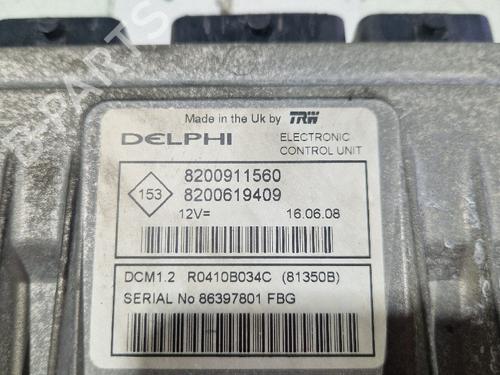 Made in the Uk by TRW
DELPHI ELECTRONIC
CONTROL UNIT
153
8200911560
8200619409
12V= 16.06.08
DCM1.2 R0410B034C (81350B)
SERIAL No 86397801 FBG